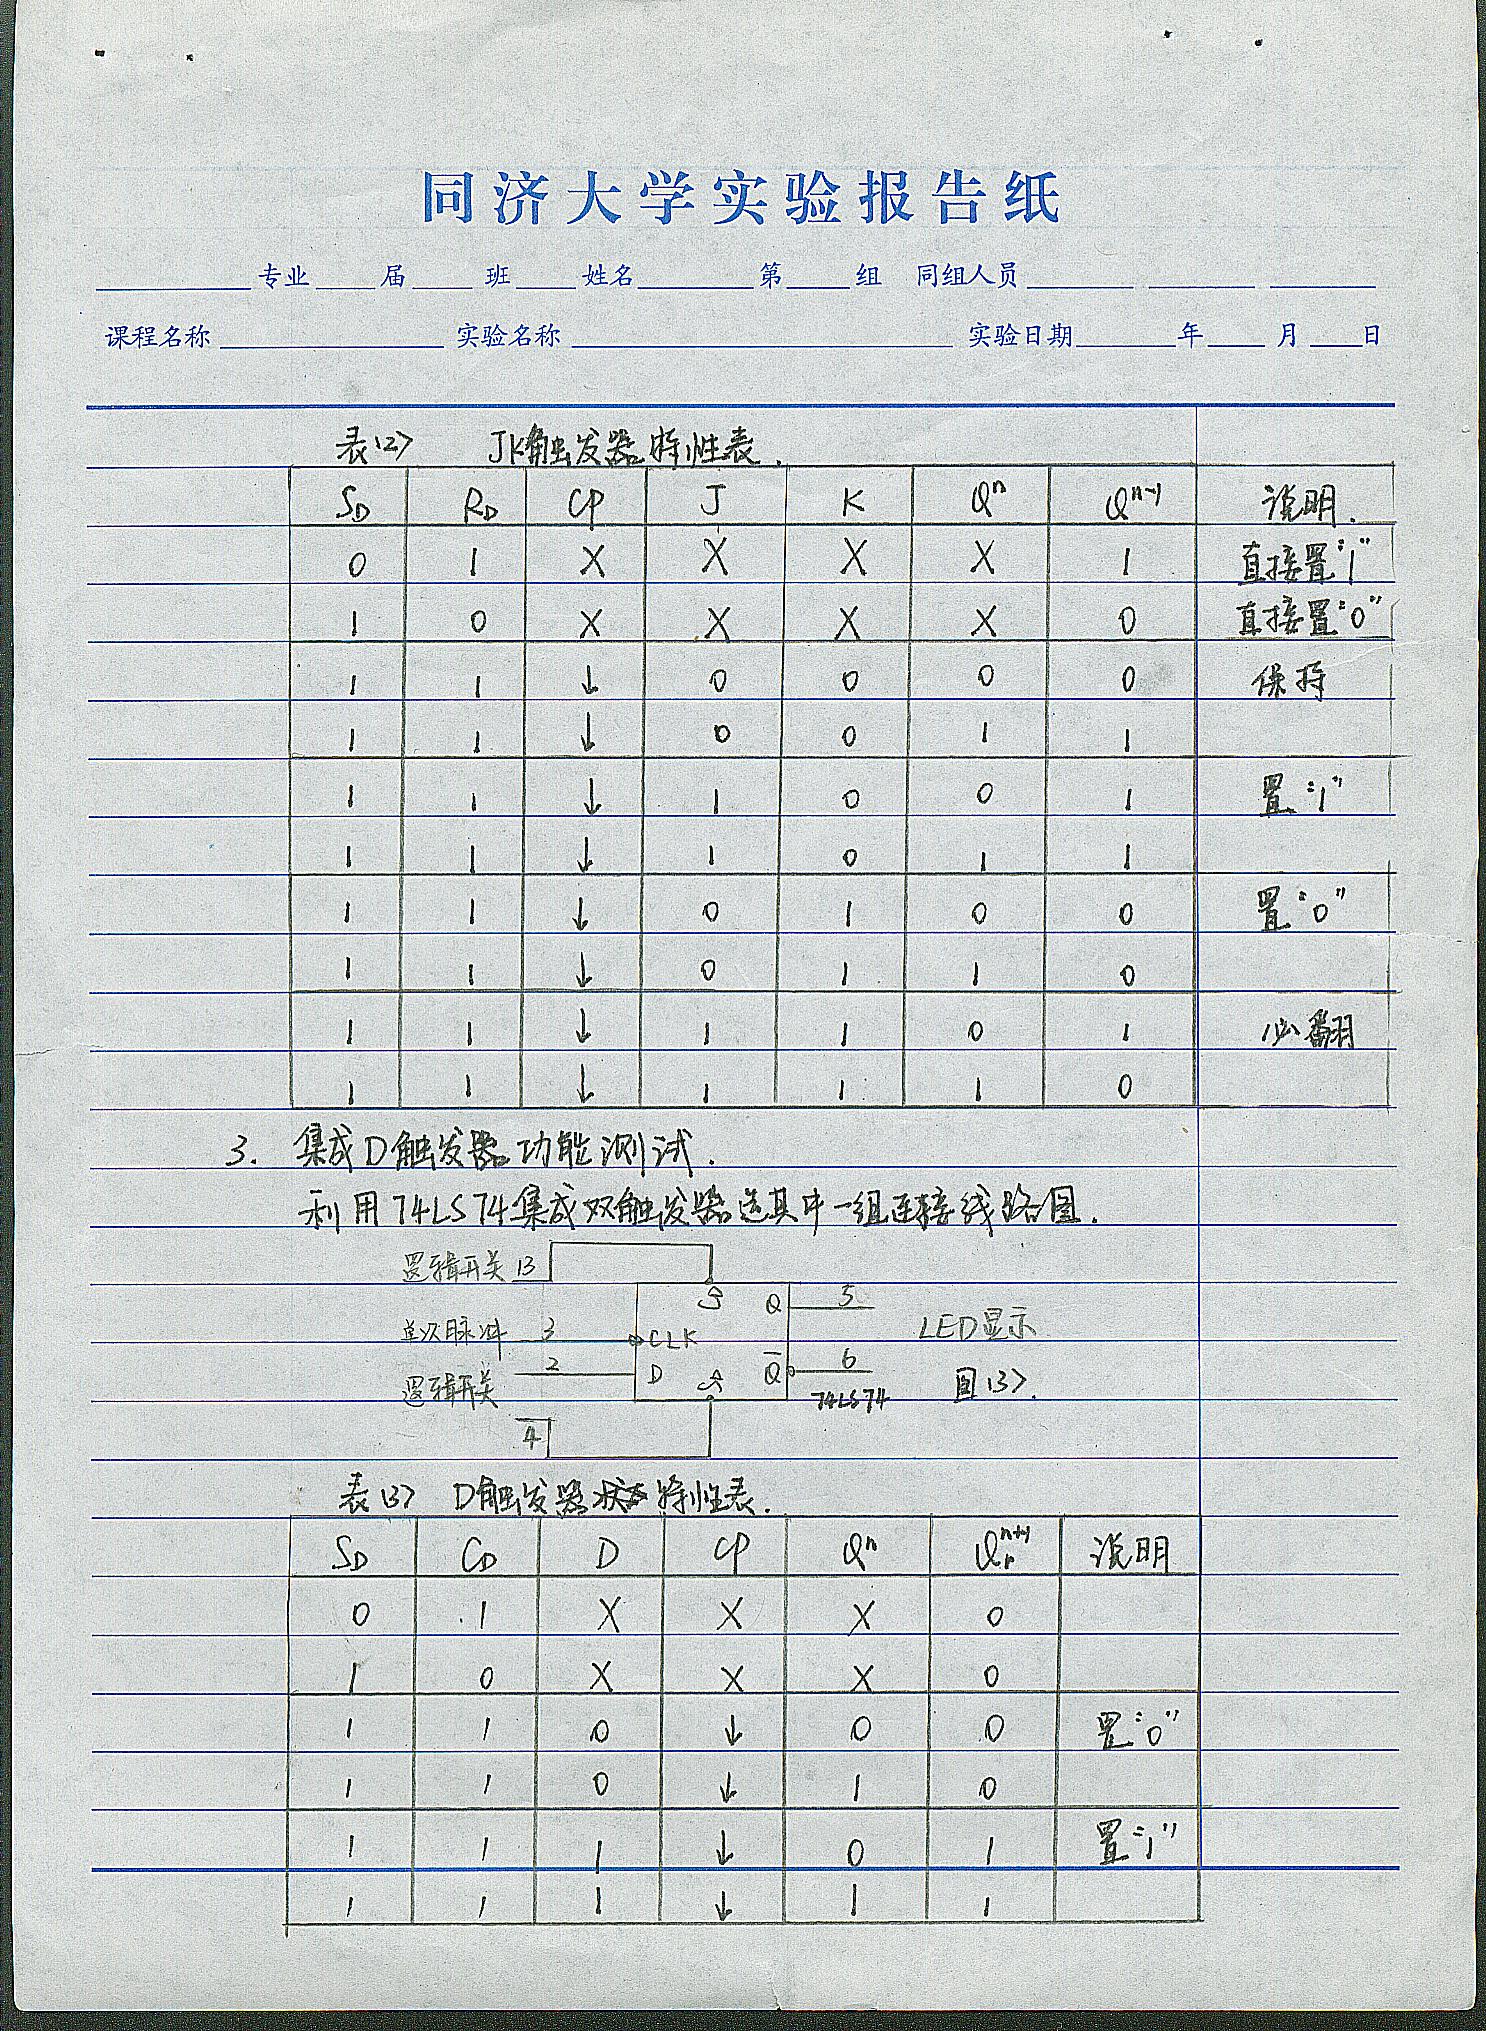 同济大学实验报告纸
专业 届 班 姓名 第 组 同组人员
课程名称 实验名称 实验日期 年 月 日
表(2) JK触发器特性表.
S_D R_D CP J K Q^n Q^n-1 说明.
0 1 X X X X 1 直接置"1"
1 0 X X X X 0 直接置"0"
1 1 ↓ 0 0 0 0 保持
1 1 ↓ 0 0 1 1
1 1 ↓ 1 0 0 1 置"1"
1 1 ↓ 1 0 1 1
1 1 ↓ 0 1 0 0 置"0"
1 1 ↓ 0 1 1 0
1 1 ↓ 1 1 0 1 必翻
1 1 ↓ 1 1 1 0
3. 集成D触发器功能测试.
利用74LS74集成双触发器选其中一组连接线路图.
逻辑开关 13
S Q 5
单次脉冲 3 CLK LED显示
逻辑开关 2 D Q̅ 6 图(3).
74LS74
4
表(3) D触发器特性表.
S_D C_D D CP Q^n Q^n+1 说明
0 1 X X X 0
1 0 X X X 0
1 1 0 ↓ 0 0 置"0"
1 1 0 ↓ 1 0
1 1 1 ↓ 0 1 置"1"
1 1 1 ↓ 1 1